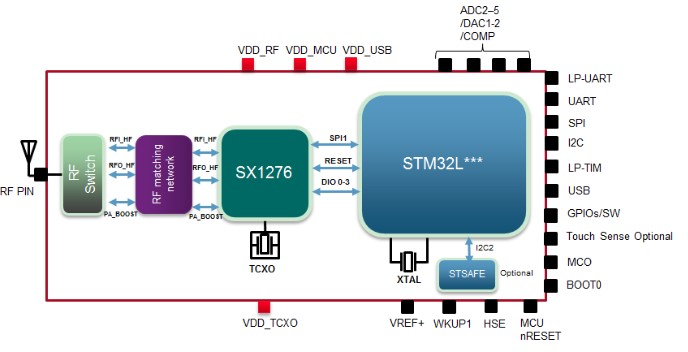 ADC2–5
/DAC1-2
/COMP
VDD_RF
VDD_MCU
VDD_USB
LP-UART
UART
SPI
I2C
LP-TIM
USB
GPIOs/SW
Touch Sense Optional
MCO
BOOT0
RF PIN
RF
Switch
RFI_HF
RFO_HF
PA_BOOST
RF matching
network
RFI_HF
RFO_HF
PA_BOOST
SX1276
SPI1
RESET
DIO 0-3
STM32L***
TCXO
XTAL
I2C2
STSAFE
Optional
VDD_TCXO
VREF+
WKUP1
HSE
MCU
nRESET